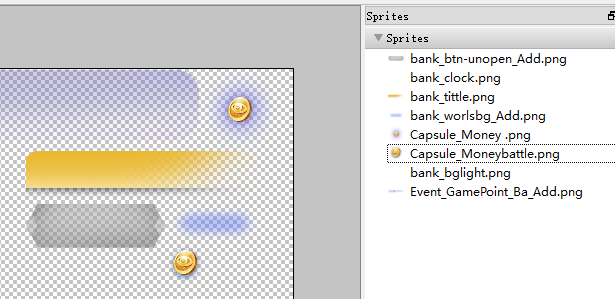 Sprites
Sprites
bank_btn-unopen_Add.png
bank_clock.png
bank_tittle.png
bank_worlsbg_Add.png
Capsule_Money .png
Capsule_Moneybattle.png
bank_bglight.png
Event_GamePoint_Ba_Add.png